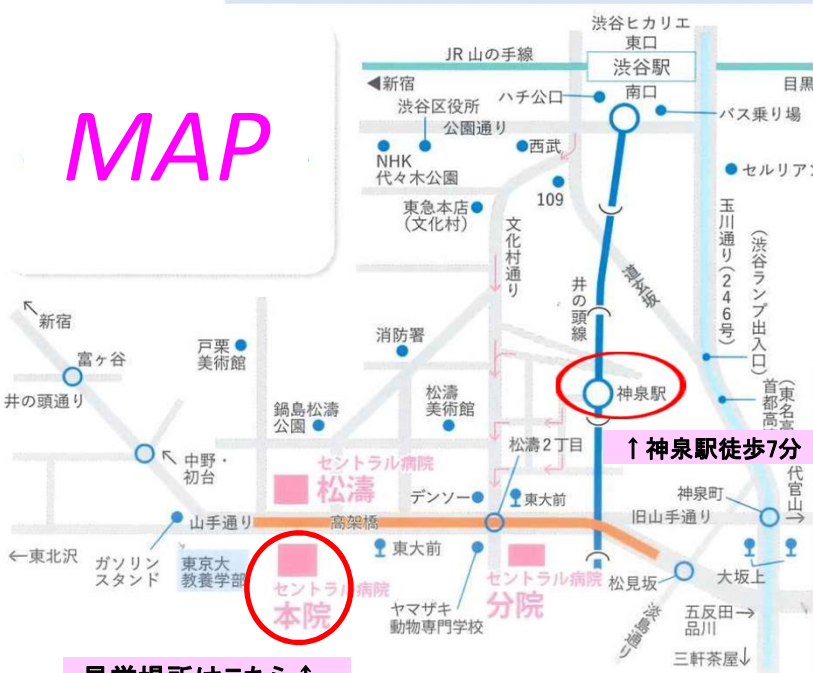 MAP
渋谷ヒカリエ
東口
JR 山の手線
渋谷駅
◀新宿
目黒
ハチ公口
南口
渋谷区役所
バス乗り場
公園通り
NHK
代々木公園
西武
109
セルリアン
東急本店
(文化村)
文化村通り
玉川通り(246号)
(渋谷ランプ出入口)
道玄坂
井の頭線
新宿
富ヶ谷
戸栗
美術館
消防署
井の頭通り
神泉駅
鍋島松濤
公園
松濤
美術館
↑神泉駅徒歩7分
中野・
初台
セントラル病院
松濤
松濤2丁目
代官山
デンソー
東大前
神泉町
山手通り
高架橋
旧山手通り
←東北沢
ガソリン
スタンド
東京大
教養学部
東大前
セントラル病院
本院
セントラル病院
分院
松見坂
大坂上
ヤマザキ
動物専門学校
淡島通り
五反田→
品川
三軒茶屋↓
見学場所はこちら↑